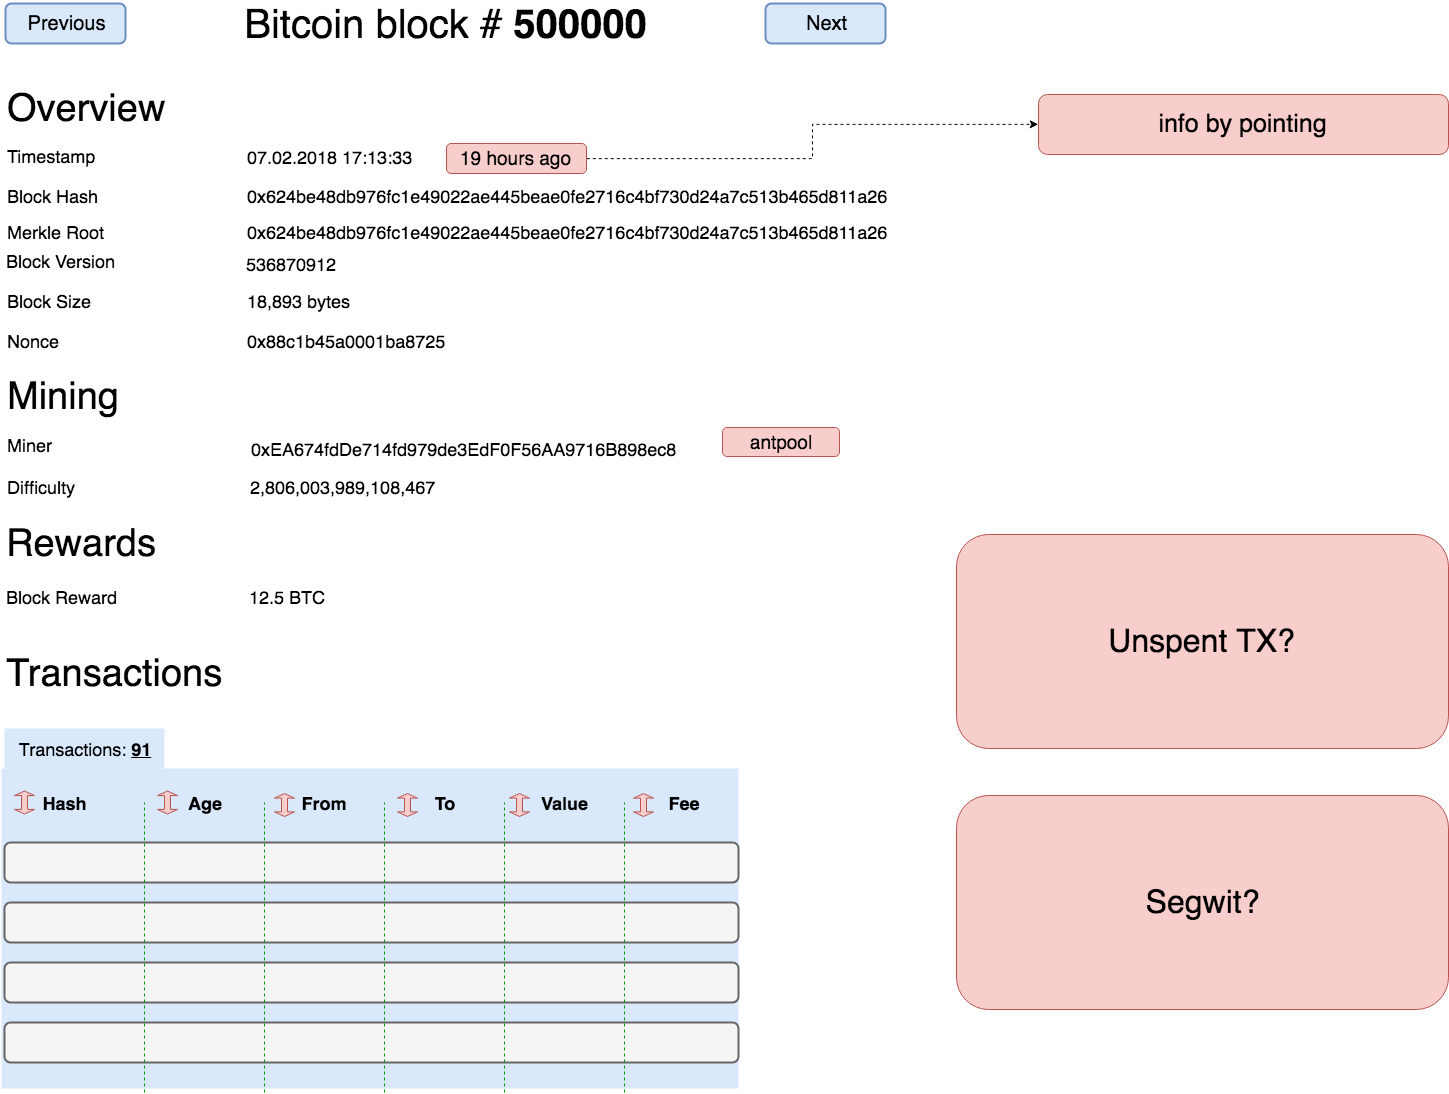 Previous
Bitcoin block # 500000
Next
Overview
info by pointing
Timestamp 07.02.2018 17:13:33 19 hours ago
Block Hash 0x624be48db976fc1e49022ae445beae0fe2716c4bf730d24a7c513b465d811a26
Merkle Root 0x624be48db976fc1e49022ae445beae0fe2716c4bf730d24a7c513b465d811a26
Block Version 536870912
Block Size 18,893 bytes
Nonce 0x88c1b45a0001ba8725
Mining
Miner 0xEA674fdDe714fd979de3EdF0F56AA9716B898ec8 antpool
Difficulty 2,806,003,989,108,467
Rewards
Block Reward 12.5 BTC
Unspent TX?
Transactions
Transactions: 91
Hash Age From To Value Fee
Segwit?